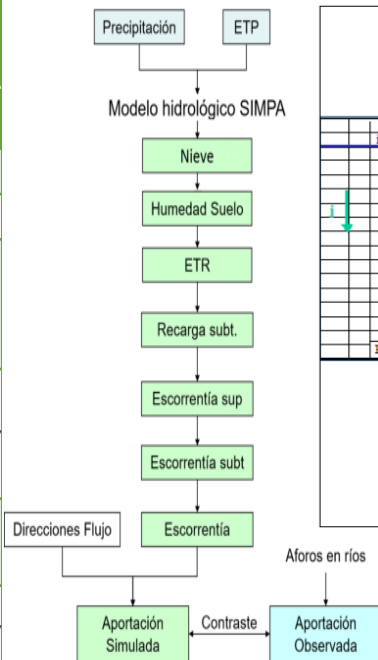 Precipitación
ETP
Modelo hidrológico SIMPA
Nieve
Humedad Suelo
ETR
Recarga subt.
Escorrentía sup
Escorrentía subt
Direcciones Flujo
Escorrentía
Aforos en ríos
Aportación
Simulada
Contraste
Aportación
Observada
i